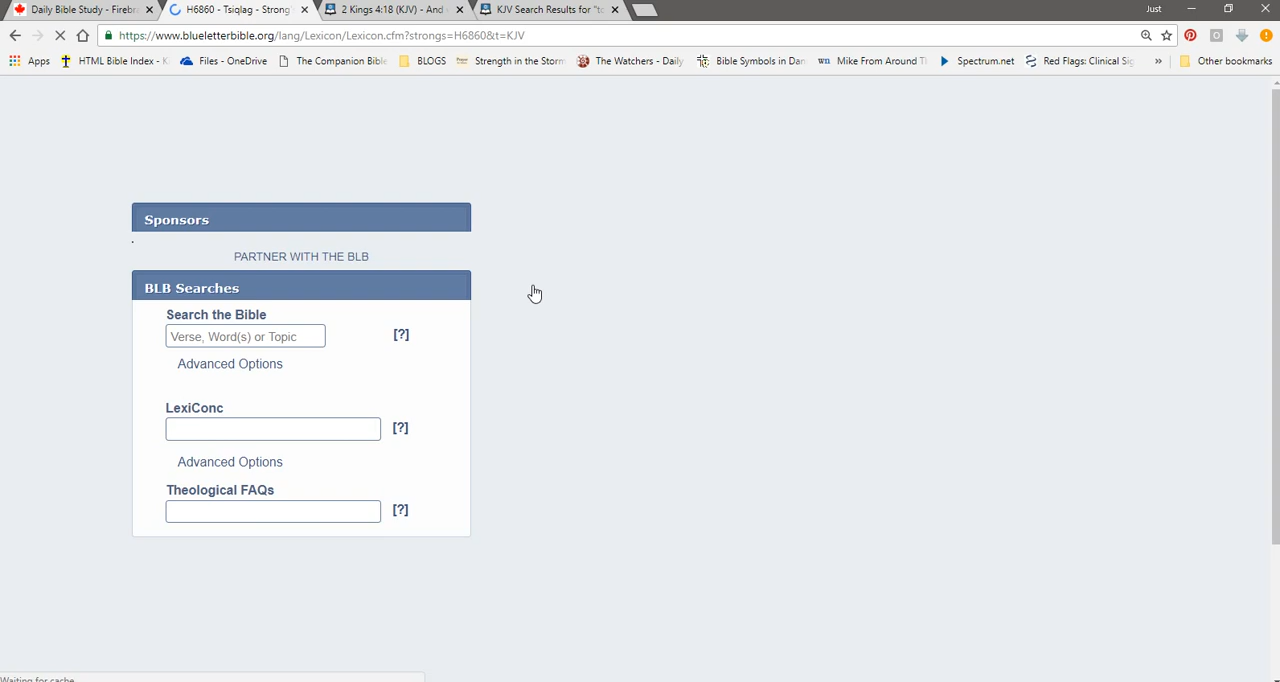 Daily Bible Study - Firebr
H6860 - Tsiqlag - Strong'
2 Kings 4:18 (KJV) - And
KJV Search Results for "to
Just
https://www.blueletterbible.org/lang/Lexicon/Lexicon.cfm?strongs=H6860&t=KJV
Apps
HTML Bible Index - K
Files - OneDrive
The Companion Bible
BLOGS
Strength in the Storm
The Watchers - Daily
Bible Symbols in Dan
wn Mike From Around T
Spectrum.net
Red Flags: Clinical Sig
»
Other bookmarks
Sponsors
.
PARTNER WITH THE BLB
BLB Searches
Search the Bible
Verse, Word(s) or Topic [?]
Advanced Options
LexiConc
[?]
Advanced Options
Theological FAQs
[?]
Waiting for cache